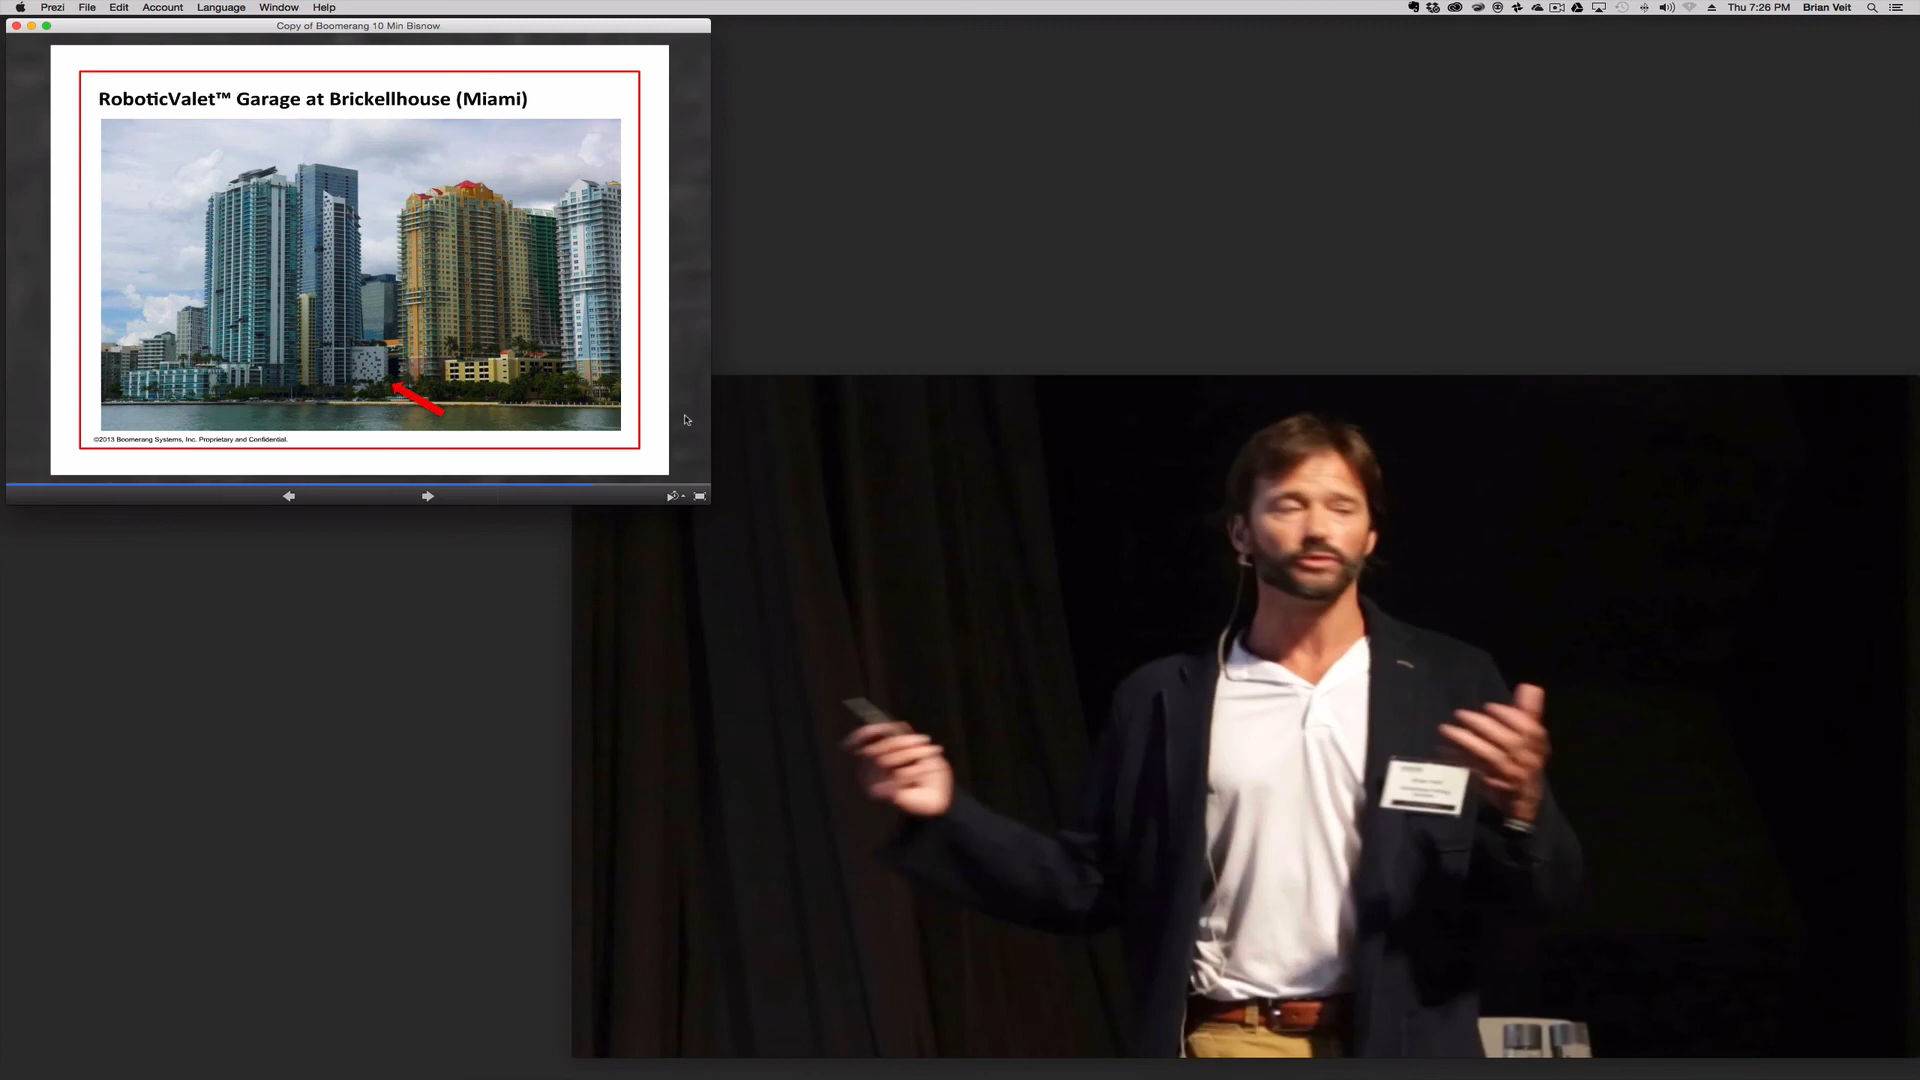 Prezi File Edit Account Language Window Help
Thu 7:26 PM Brian Veit
Copy of Boomerang 10 Min Bisnow
RoboticValet™ Garage at Brickellhouse (Miami)
©2013 Boomerang Systems, Inc. Proprietary and Confidential.